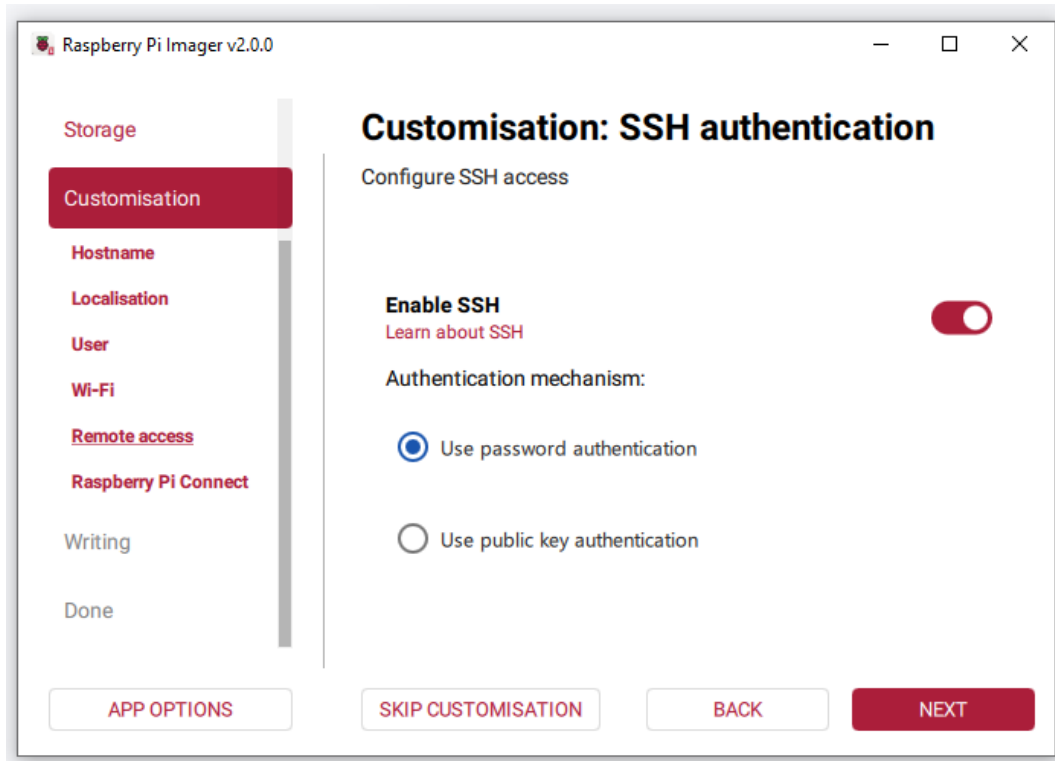 Raspberry Pi Imager v2.0.0
Storage
Customisation
Hostname
Localisation
User
Wi-Fi
Remote access
Raspberry Pi Connect
Writing
Done
APP OPTIONS
Customisation: SSH authentication
Configure SSH access
Enable SSH
Learn about SSH
Authentication mechanism:
Use password authentication
Use public key authentication
SKIP CUSTOMISATION
BACK
NEXT